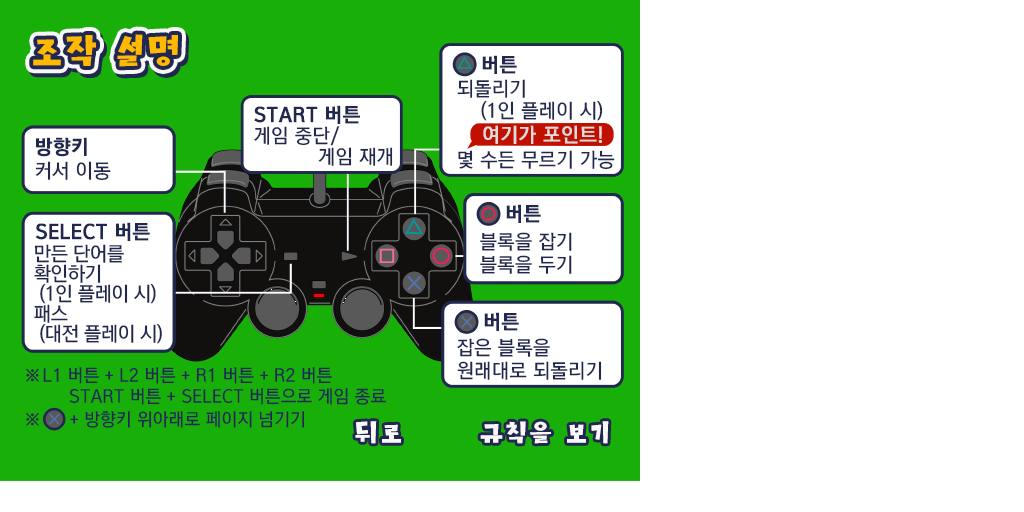 조작 설명
START 버튼
게임 중단/
게임 재개
△ 버튼
되돌리기
(1인 플레이 시)
여기가 포인트!
몇 수든 무르기 가능
방향키
커서 이동
SELECT 버튼
만든 단어를
확인하기
(1인 플레이 시)
패스
(대전 플레이 시)
○ 버튼
블록을 잡기
블록을 두기
× 버튼
잡은 블록을
원래대로 되돌리기
※L1 버튼 + L2 버튼 + R1 버튼 + R2 버튼
START 버튼 + SELECT 버튼으로 게임 종료
※ × + 방향키 위아래로 페이지 넘기기
뒤로
규칙을 보기